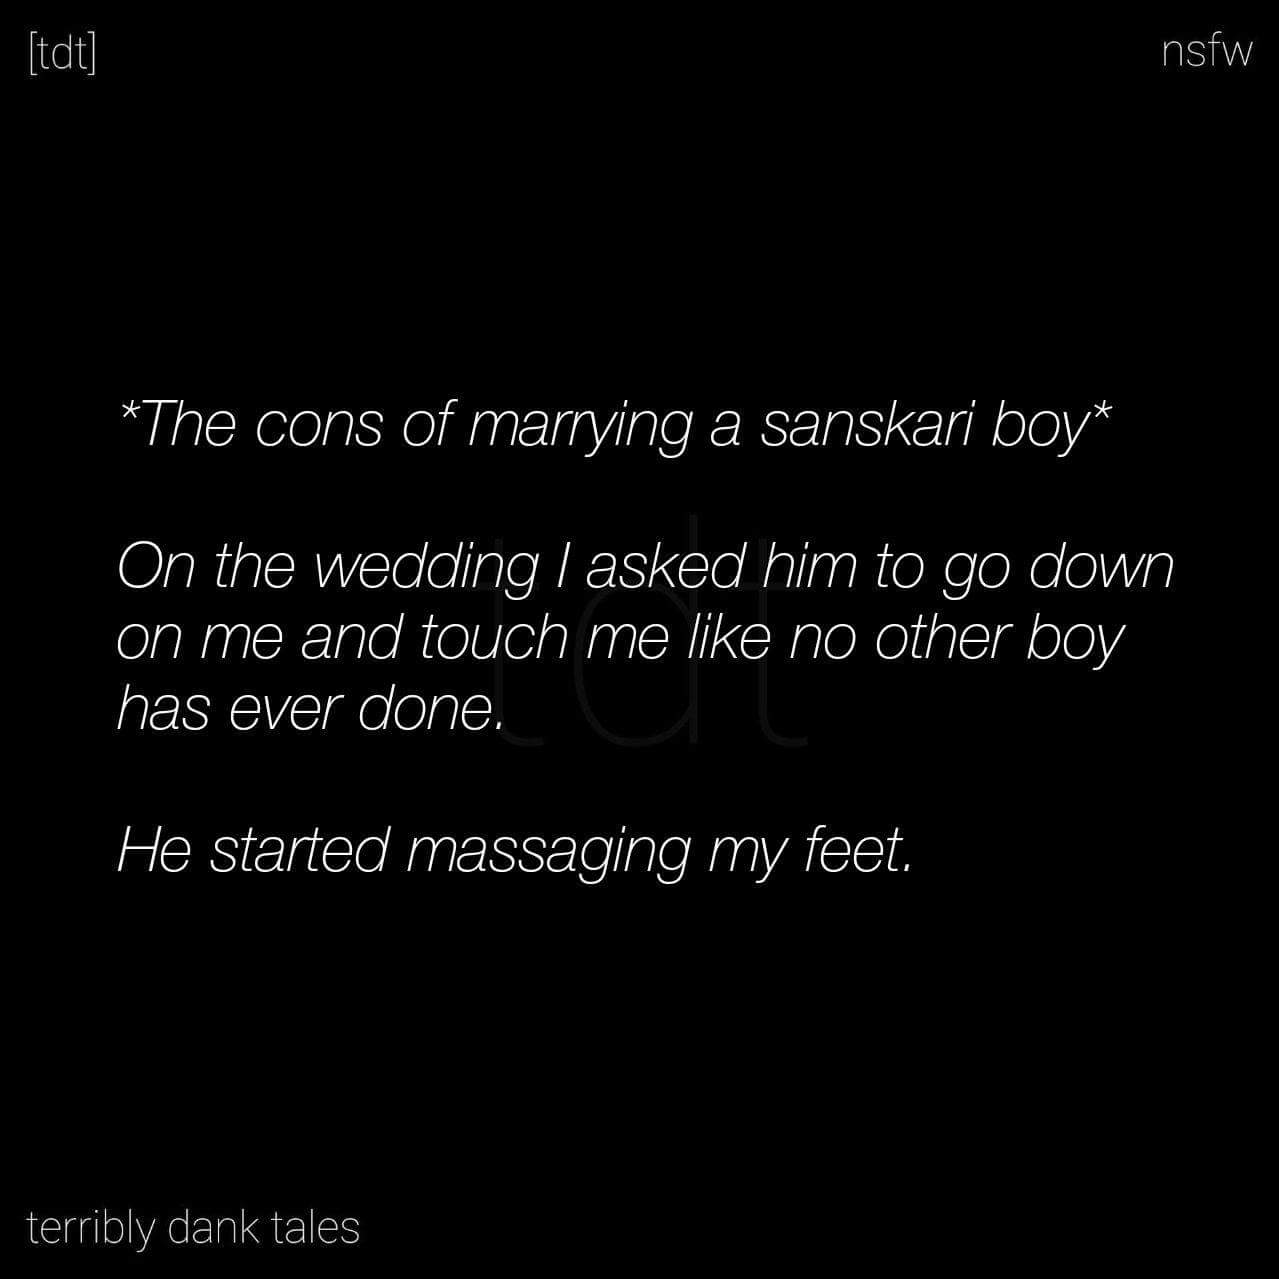 [tdt]
nsfw
*The cons of marrying a sanskari boy*
On the wedding I asked him to go down
on me and touch me like no other boy
has ever done.
He started massaging my feet.
tdt
terribly dank tales